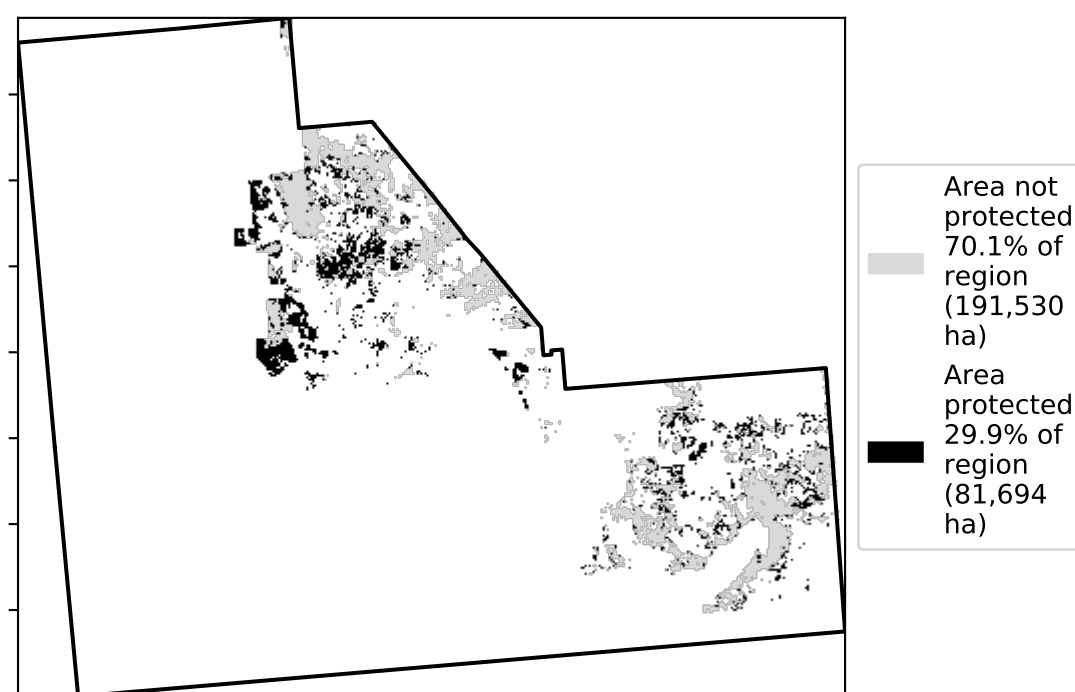 Area not
protected
70.1% of
region
(191,530
ha)
Area
protected
29.9% of
region
(81,694
ha)